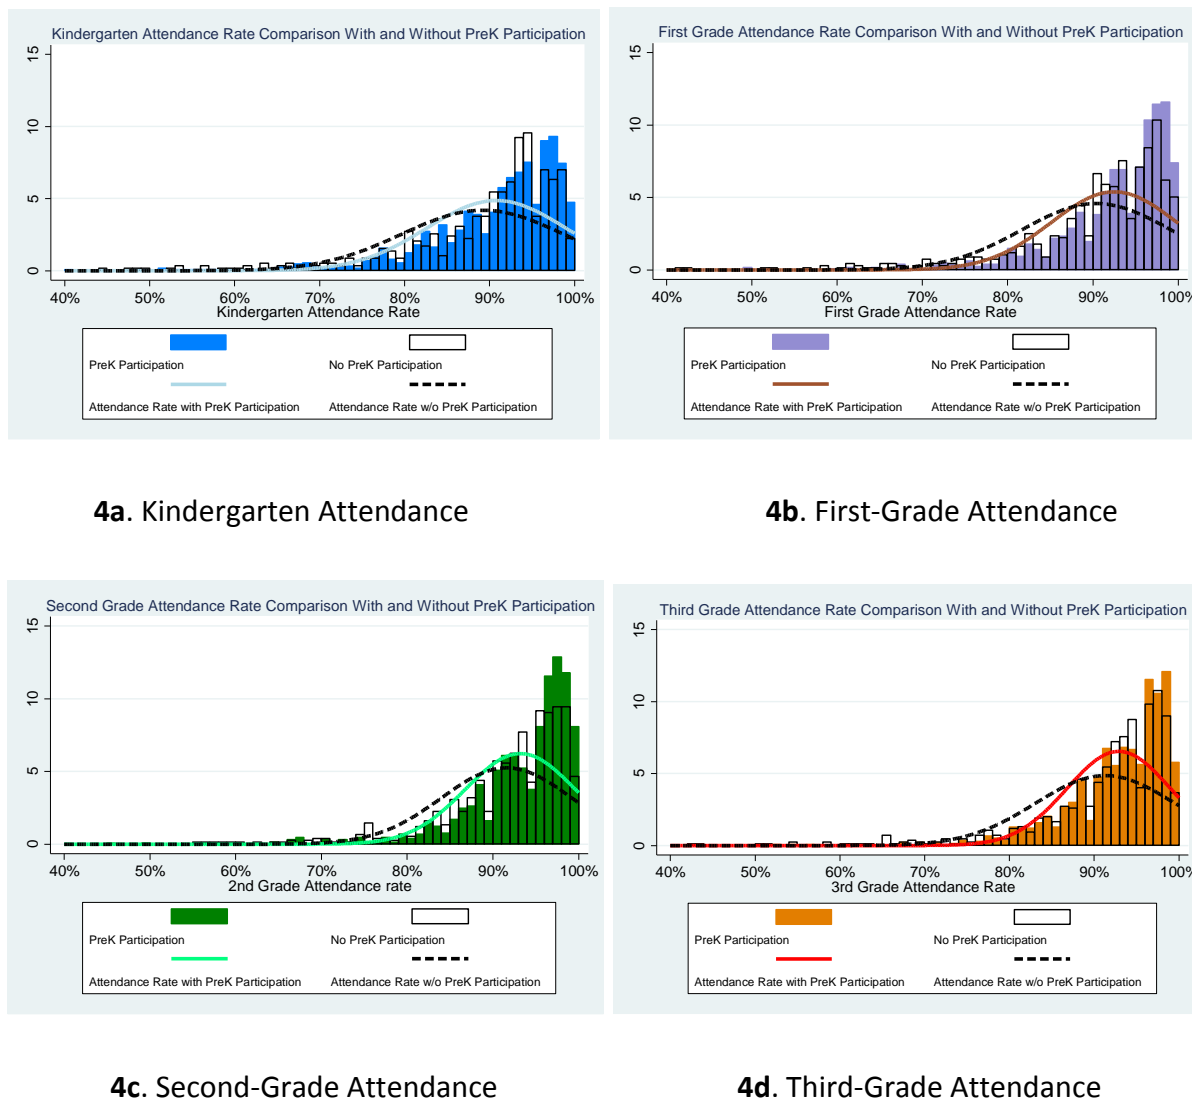 Kindergarten Attendance Rate Comparison With and Without PreK Participation
15
10
5
0
40% 50% 60% 70% 80% 90% 100%
Kindergarten Attendance Rate
PreK Participation No PreK Participation
Attendance Rate with PreK Participation Attendance Rate w/o PreK Participation
First Grade Attendance Rate Comparison With and Without PreK Participation
15
10
5
0
40% 50% 60% 70% 80% 90% 100%
First Grade Attendance Rate
PreK Participation No PreK Participation
Attendance Rate with PreK Participation Attendance Rate w/o PreK Participation
4a. Kindergarten Attendance
4b. First-Grade Attendance
Second Grade Attendance Rate Comparison With and Without PreK Participation
15
10
5
0
40% 50% 60% 70% 80% 90% 100%
2nd Grade Attendance rate
PreK Participation No PreK Participation
Attendance Rate with PreK Participation Attendance Rate w/o PreK Participation
Third Grade Attendance Rate Comparison With and Without PreK Participation
15
10
5
0
40% 50% 60% 70% 80% 90% 100%
3rd Grade Attendance Rate
PreK Participation No PreK Participation
Attendance Rate with PreK Participation Attendance Rate w/o PreK Participation
4c. Second-Grade Attendance
4d. Third-Grade Attendance